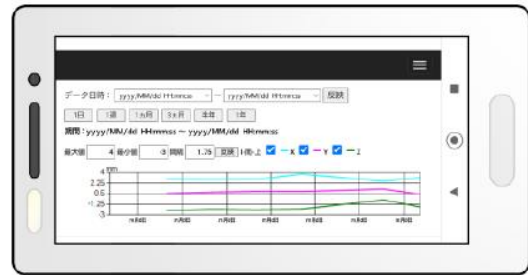 データ日時： yyyy/MM/dd HH:mm:ss ～ yyyy/MM/dd HH:mm:ss 反映
1日 1週 1ヵ月 3ヵ月 半年 1年
期間：yyyy/MM/dd HH:mm:ss ～ yyyy/MM/dd HH:mm:ss
最大値 4 最小値 -3 間隔 1.75 反映 X Y Z
mm
4
2.25
0.5
-1.25
-3